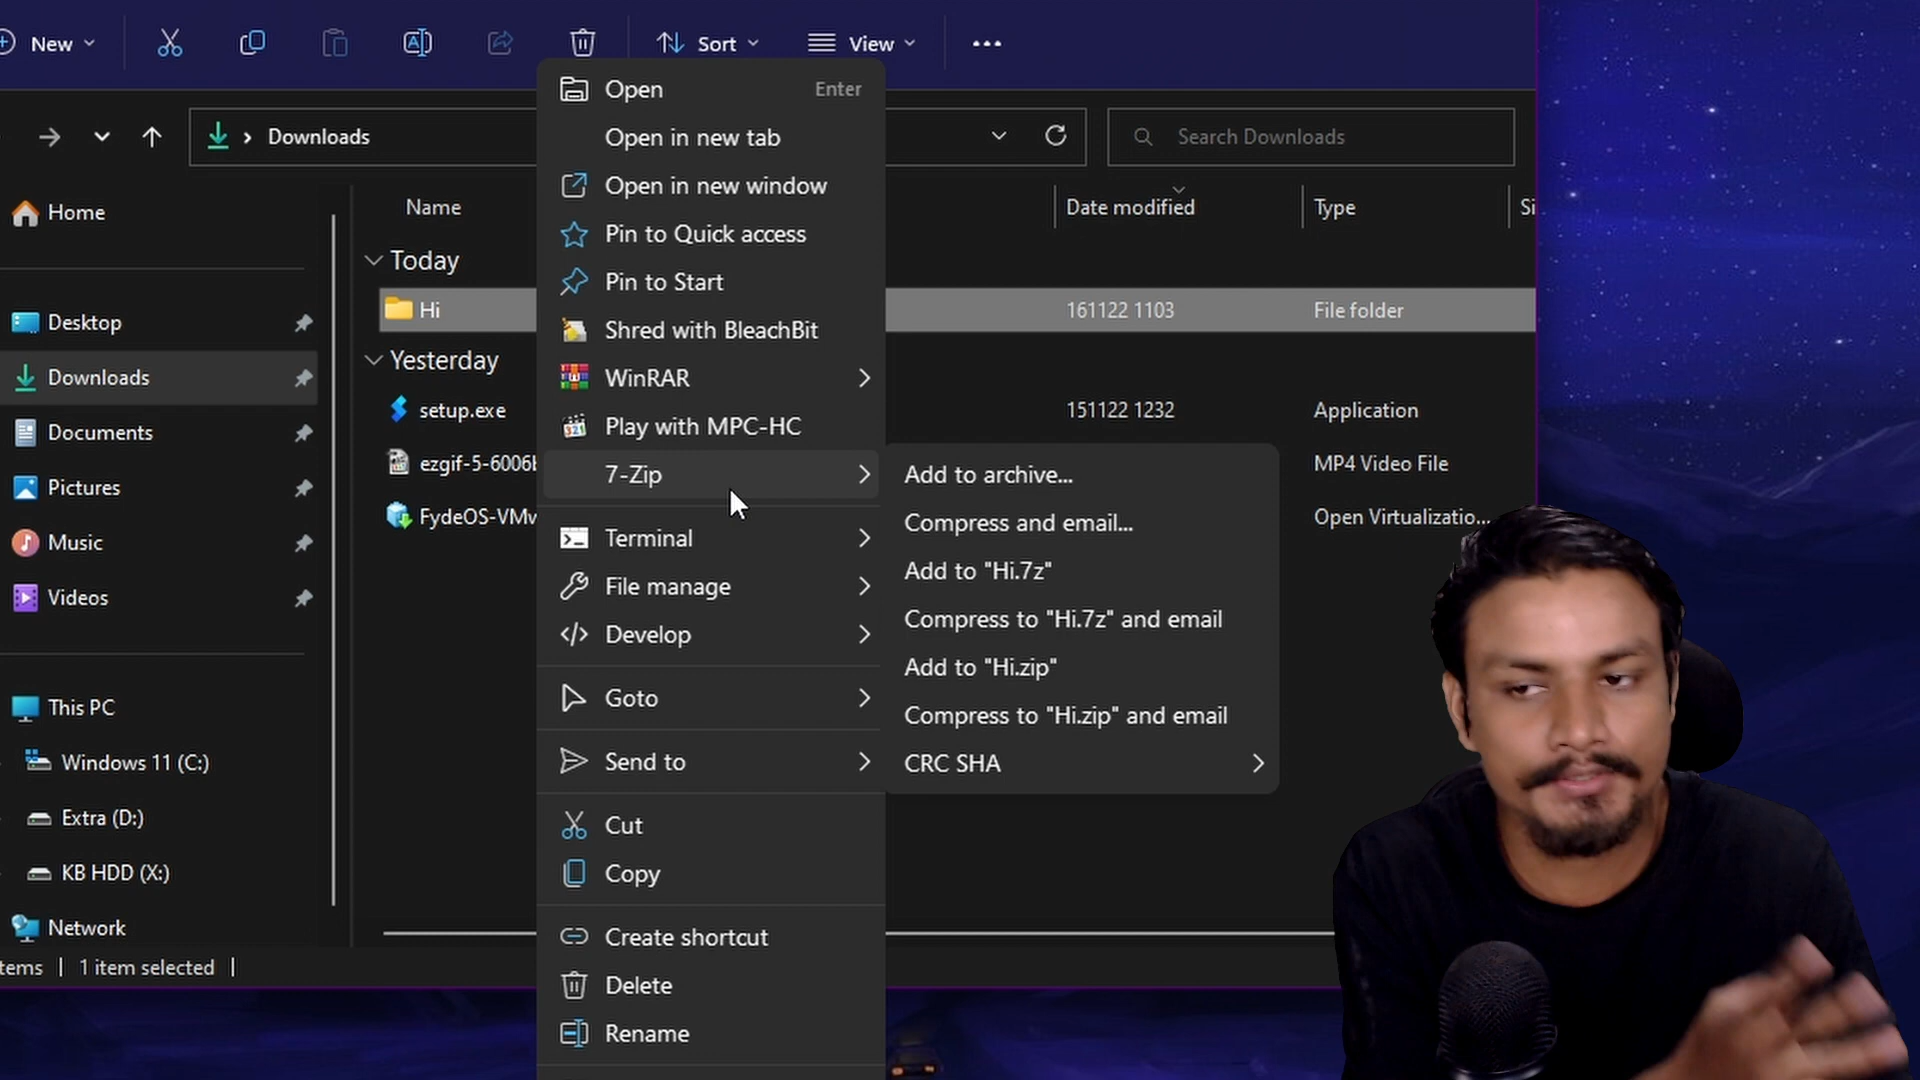 New
Sort
View
Downloads
Search Downloads
Home
Desktop
Downloads
Documents
Pictures
Music
Videos
This PC
Windows 11 (C:)
Extra (D:)
KB HDD (X:)
Network
1 item selected
Name
Date modified
Type
Today
Hi
161122 1103
File folder
Yesterday
setup.exe
151122 1232
Application
MP4 Video File
Open Virtualizatio...
Open Enter
Open in new tab
Open in new window
Pin to Quick access
Pin to Start
Shred with BleachBit
WinRAR
Play with MPC-HC
7-Zip
Terminal
File manage
Develop
Goto
Send to
Cut
Copy
Create shortcut
Delete
Rename
Add to archive...
Compress and email...
Add to "Hi.7z"
Compress to "Hi.7z" and email
Add to "Hi.zip"
Compress to "Hi.zip" and email
CRC SHA